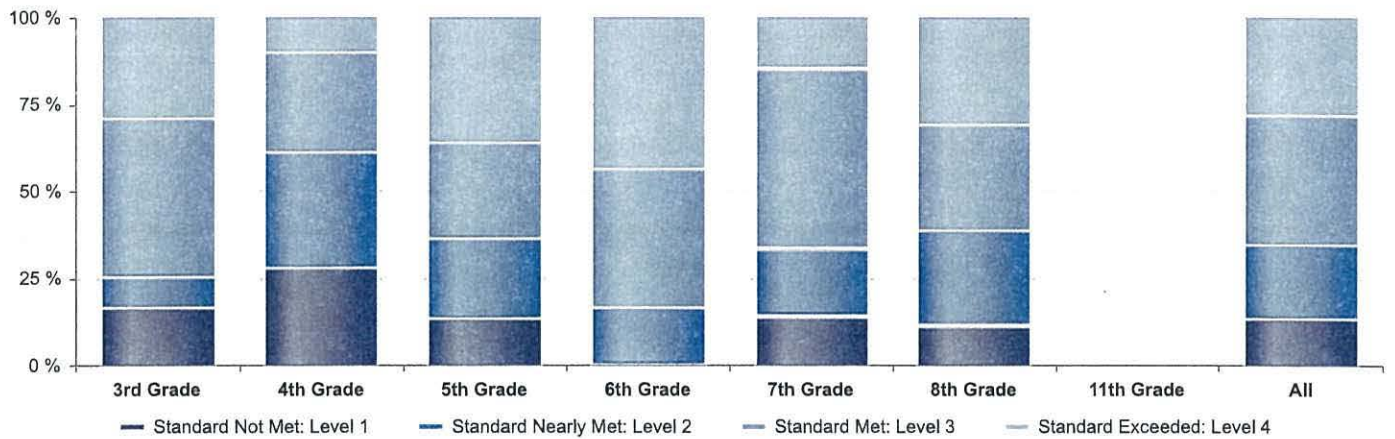 100 %
75 %
50 %
25 %
0 %
3rd Grade 4th Grade 5th Grade 6th Grade 7th Grade 8th Grade 11th Grade All
Standard Not Met: Level 1 Standard Nearly Met: Level 2 Standard Met: Level 3 Standard Exceeded: Level 4